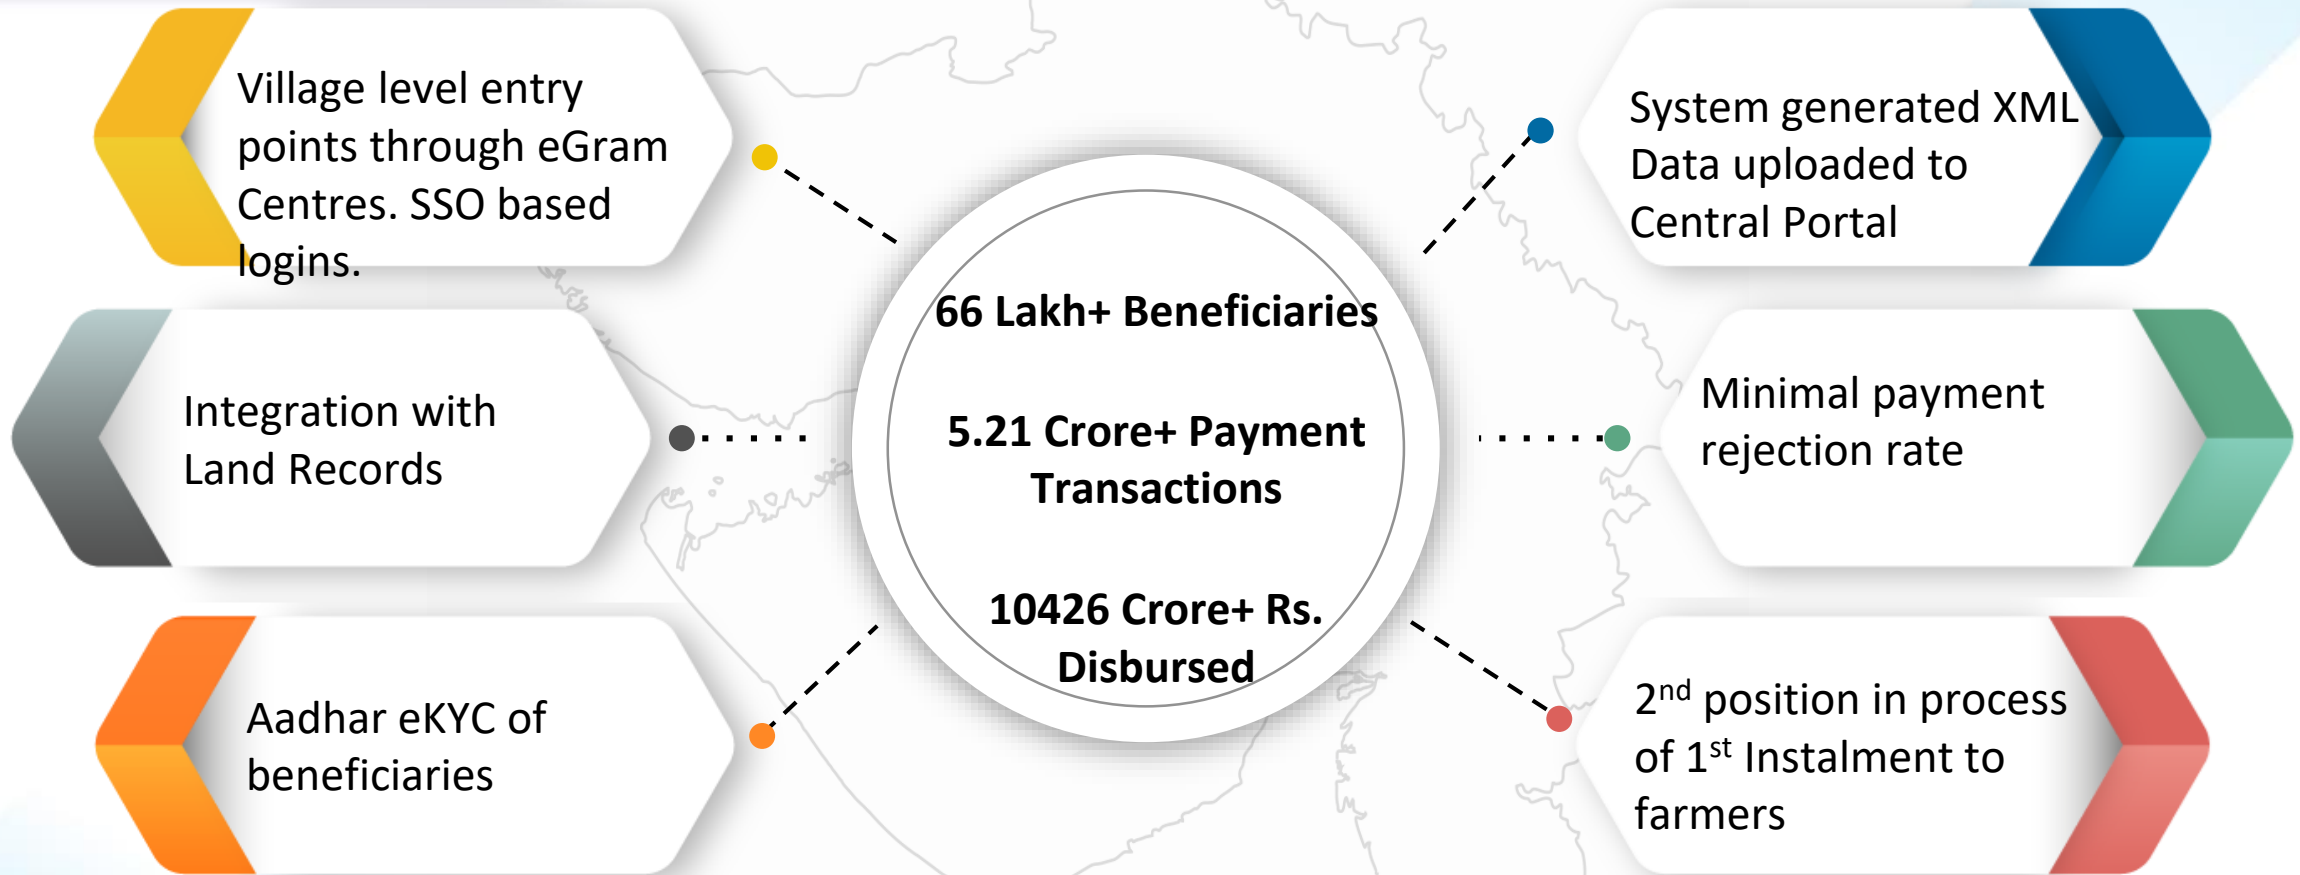 Village level entry
points through eGram
Centres. SSO based
logins.
Integration with
Land Records
Aadhar eKYC of
beneficiaries
66 Lakh+ Beneficiaries
5.21 Crore+ Payment
Transactions
10426 Crore+ Rs.
Disbursed
System generated XML
Data uploaded to
Central Portal
Minimal payment
rejection rate
2nd position in process
of 1st Instalment to
farmers